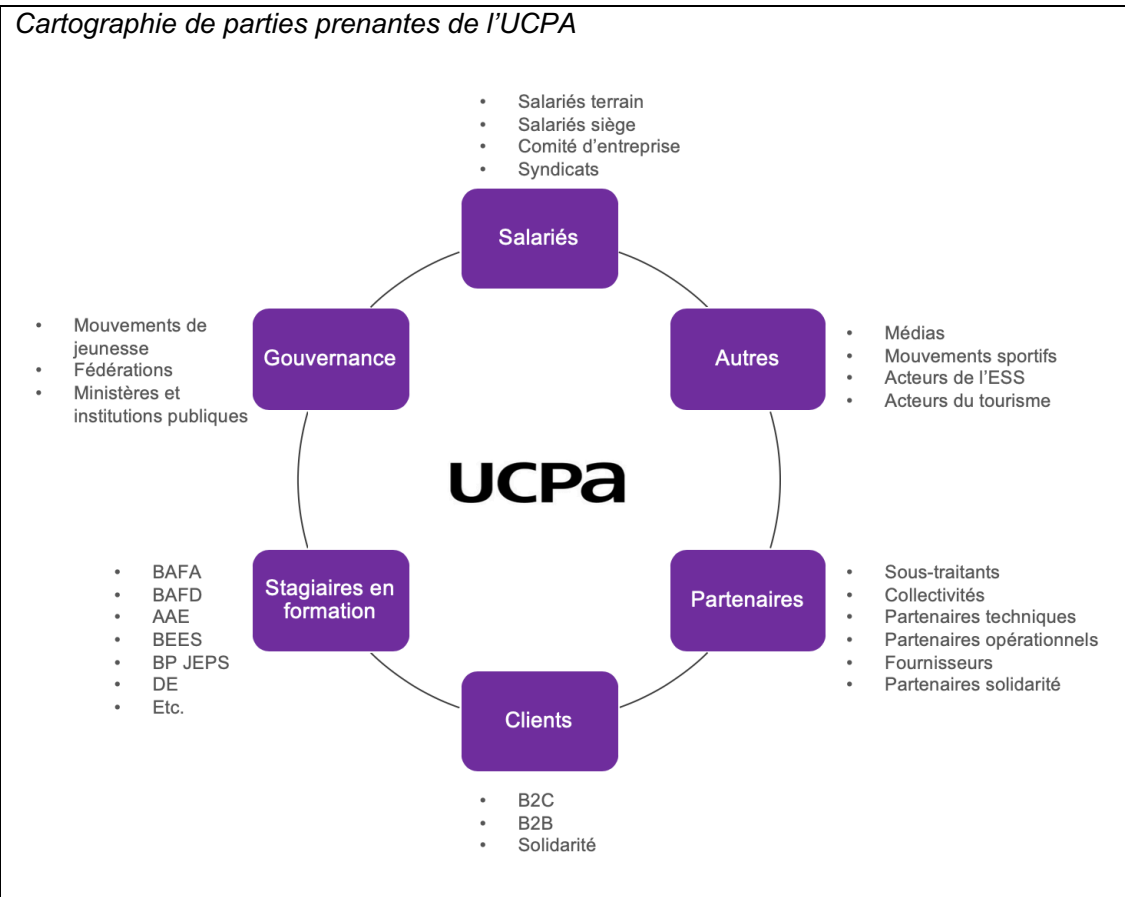 Cartographie de parties prenantes de l'UCPA
• Salariés terrain
• Salariés siège
• Comité d'entreprise
• Syndicats
Salariés
• Mouvements de
jeunesse
• Fédérations
• Ministères et
institutions publiques
Gouvernance
Autres
• Médias
• Mouvements sportifs
• Acteurs de l'ESS
• Acteurs du tourisme
UCPa
• BAFA
• BAFD
• AAE
• BEES
• BP JEPS
• DE
• Etc.
Stagiaires en
formation
Partenaires
• Sous-traitants
• Collectivités
• Partenaires techniques
• Partenaires opérationnels
• Fournisseurs
• Partenaires solidarité
Clients
• B2C
• B2B
• Solidarité